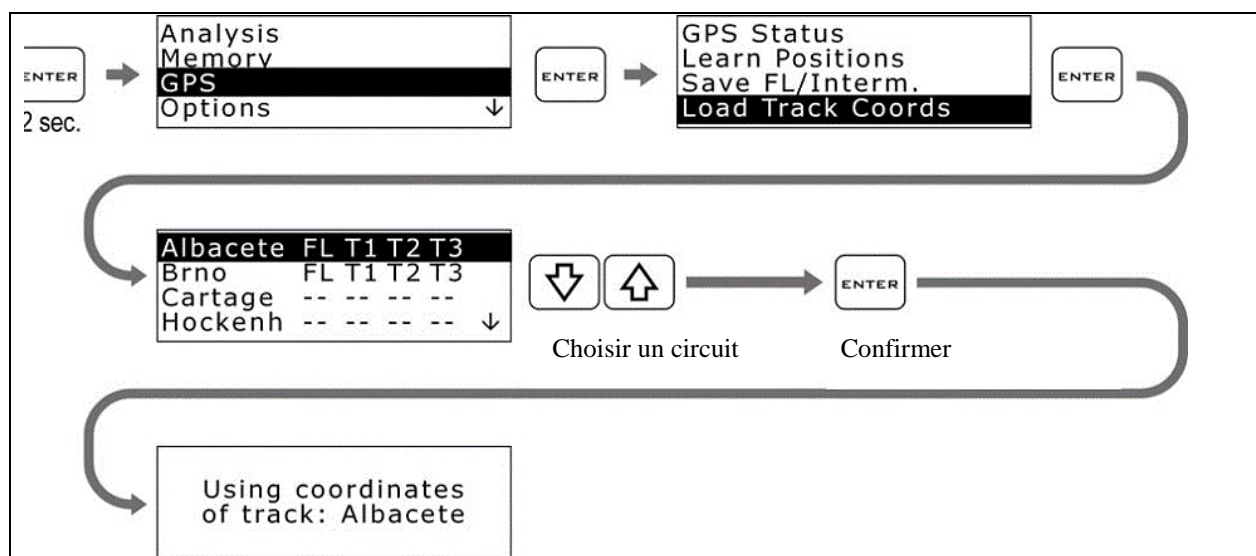 ENTER
2 sec.
Analysis
Memory
GPS
Options ↓
ENTER
GPS Status
Learn Positions
Save FL/Interm.
Load Track Coords
ENTER
Albacete FL T1 T2 T3
Brno FL T1 T2 T3
Cartage -- -- -- --
Hockenh -- -- -- -- ↓
Choisir un circuit
ENTER
Confirmer
Using coordinates
of track: Albacete